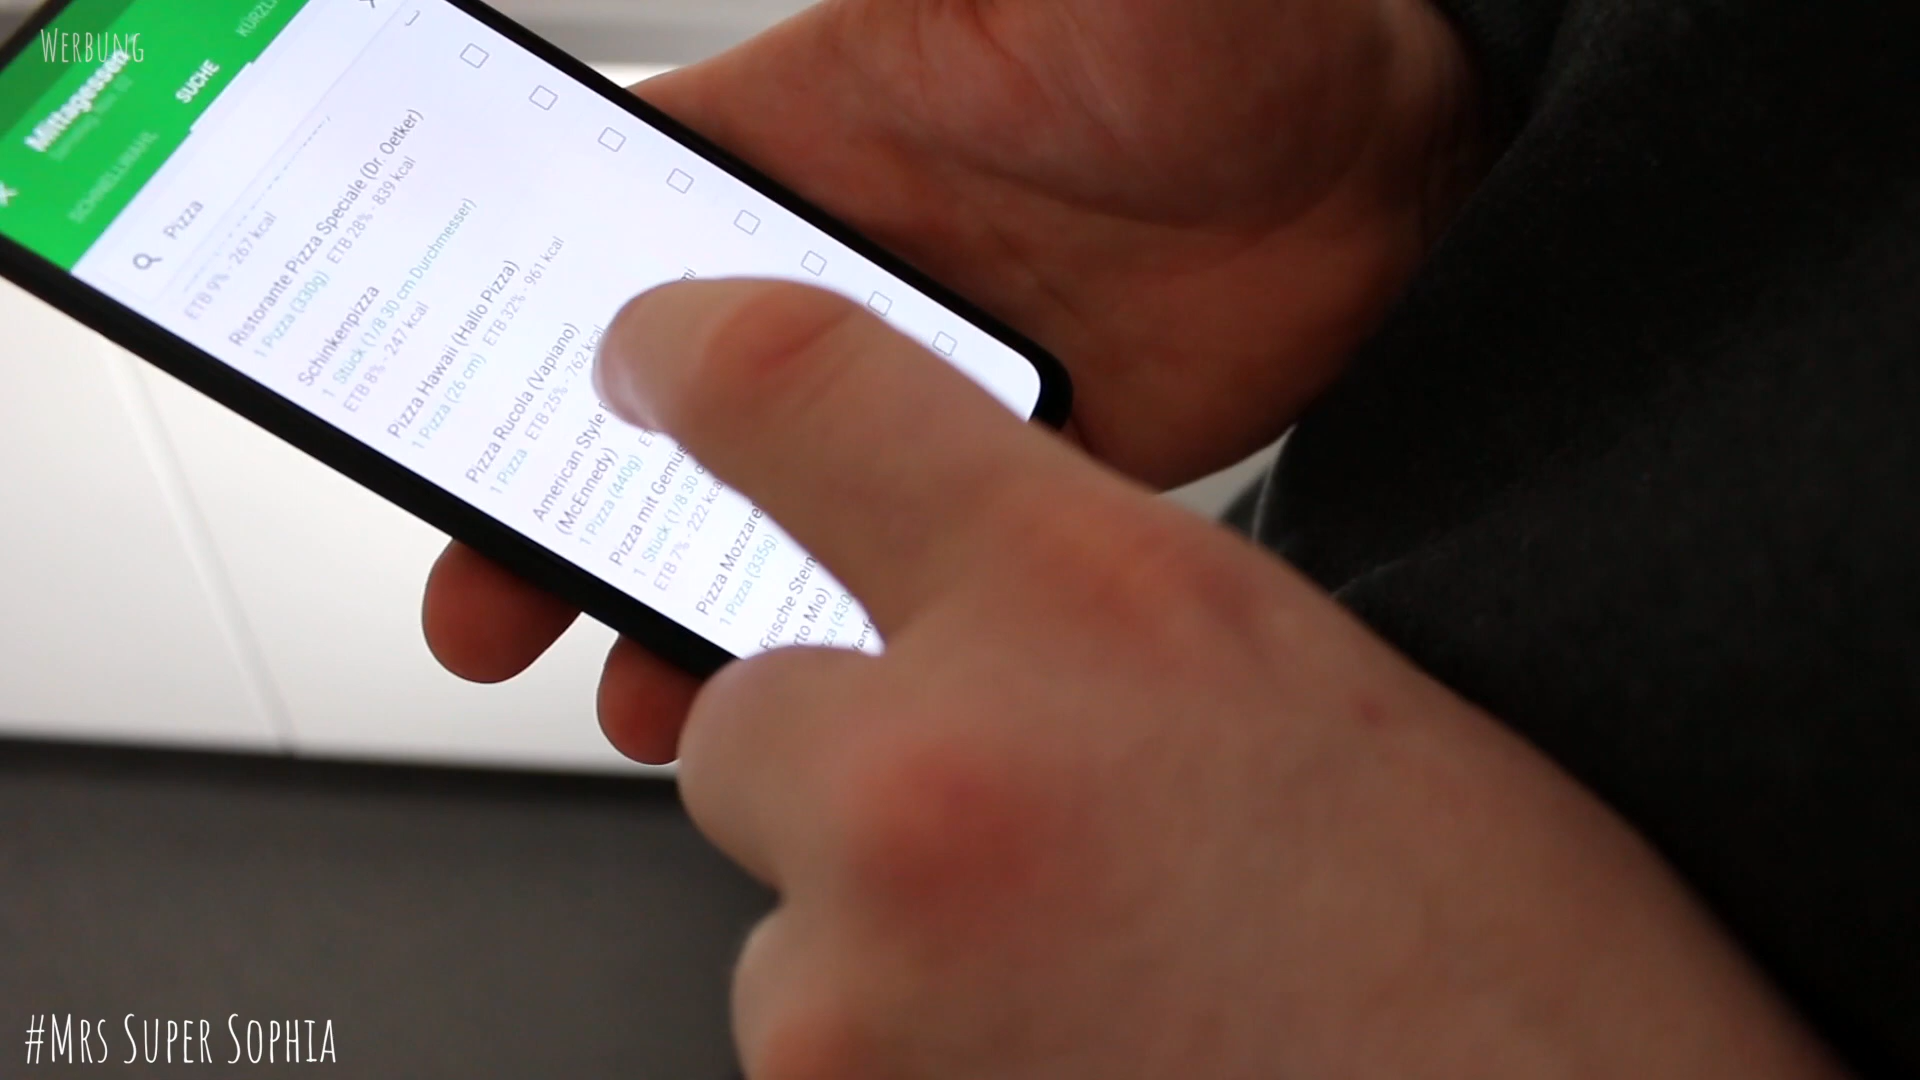 WERBUNG
Mittagessen
SCHNELLWAHL
SUCHE
Pizza
ETB 9% - 267 kcal
Ristorante Pizza Speciale (Dr. Oetker)
1 Pizza (330g) ETB 28% - 839 kcal
Schinkenpizza
1 Stück (1/8 30 cm Durchmesser)
ETB 8% - 247 kcal
Pizza Hawaii (Hallo Pizza)
1 Pizza (26 cm) ETB 32% - 961 kcal
Pizza Rucola (Vapiano)
1 Pizza ETB 25% - 762 kcal
American Style
(McEnnedy)
1 Pizza (440g)
Pizza mit
1 Stück (1/8 30
ETB 7% - 222 kcal
Pizza
1 Pizza (335g)
Frische
#MRS SUPER SOPHIA